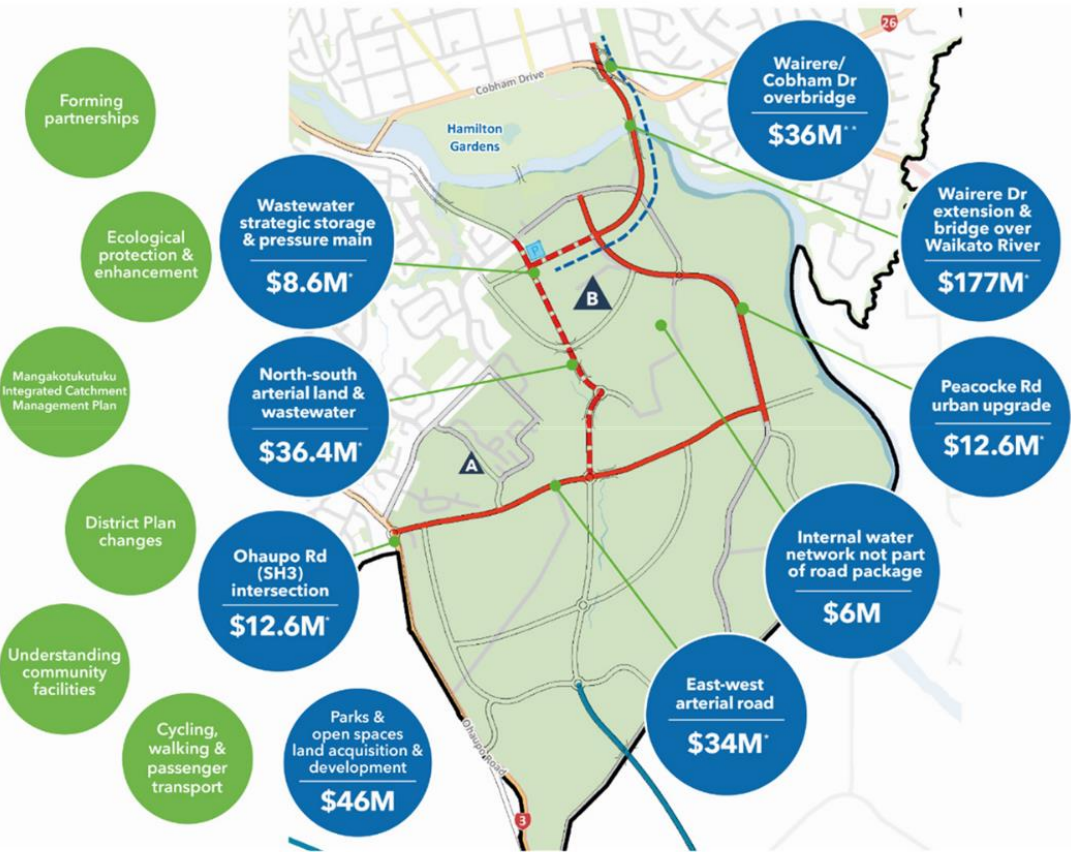 Forming
partnerships
Ecological
protection &
enhancement
Mangakotukutuku
Integrated Catchment
Management Plan
District Plan
changes
Understanding
community
facilities
Cycling,
walking &
passenger
transport
Wastewater
strategic storage
& pressure main
$8.6M*
North-south
arterial land &
wastewater
$36.4M*
Ohaupo Rd
(SH3)
intersection
$12.6M*
Parks &
open spaces
land acquisition &
development
$46M
Cobham Drive
Hamilton
Gardens
26
P
B
A
Ohaupo Road
3
Wairere/
Cobham Dr
overbridge
$36M**
Wairere Dr
extension &
bridge over
Waikato River
$177M*
Peacocke Rd
urban upgrade
$12.6M*
Internal water
network not part
of road package
$6M
East-west
arterial road
$34M*